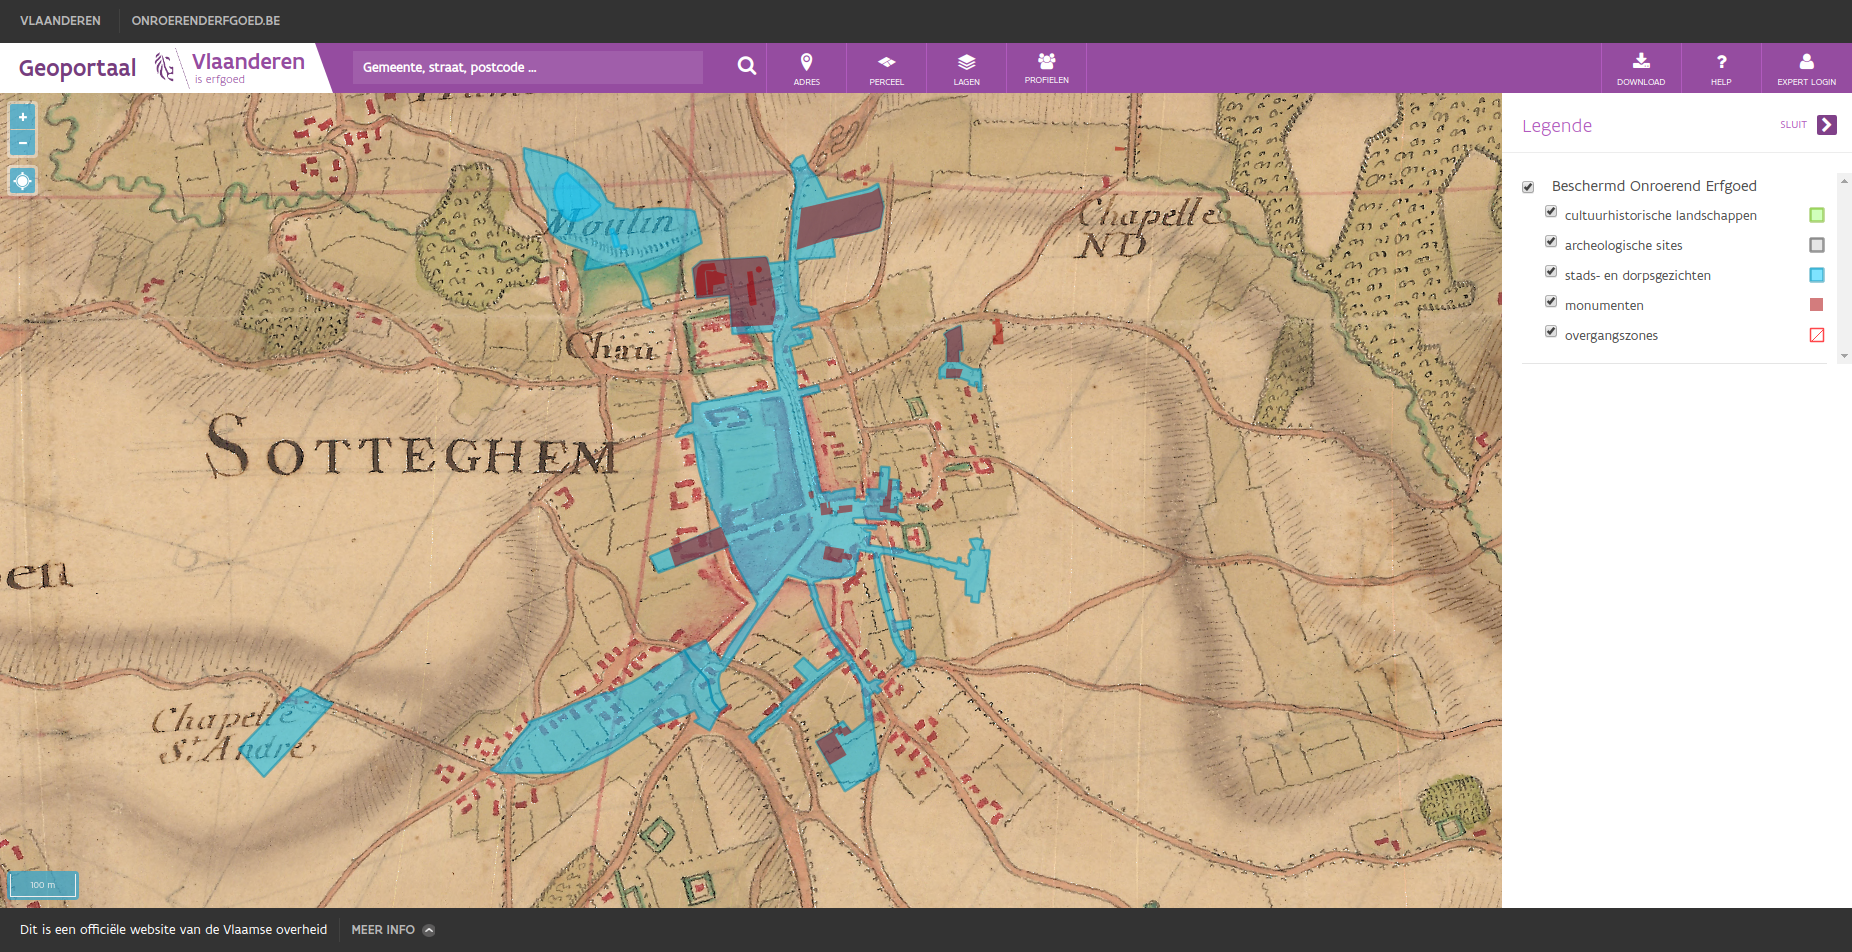 VLAANDEREN
ONROERENDERFGOED.BE
Geoportaal
Vlaanderen
is erfgoed
Gemeente, straat, postcode ...
ADRES
PERCEEL
LAGEN
PROFIELEN
DOWNLOAD
?
HELP
EXPERT LOGIN
+
−
Legende
SLUIT
Beschermd Onroerend Erfgoed
cultuurhistorische landschappen
archeologische sites
stads- en dorpsgezichten
monumenten
overgangszones
Moulin
Chapelle
ND
Chau
SOTTEGHEM
en
Chapelle
St. André
100 m
Dit is een officiële website van de Vlaamse overheid
MEER INFO